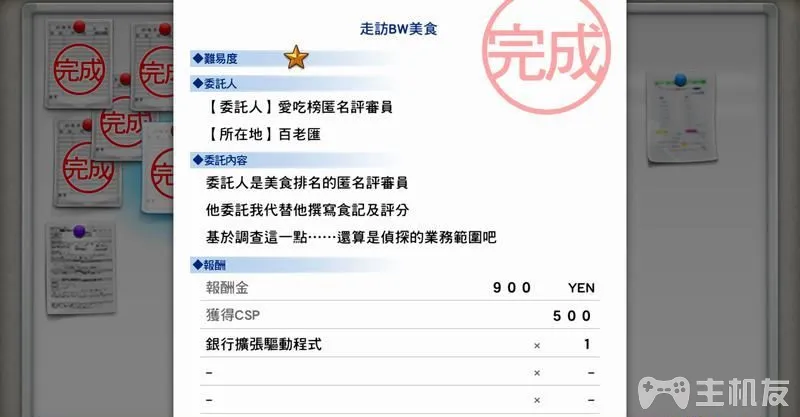 走訪BW美食
完成
完成
完成
完成
完成
◆難易度
◆委託人
【委託人】愛吃榜匿名評審員
【所在地】百老匯
◆委託內容
委託人是美食排名的匿名評審員
他委託我代替他撰寫食記及評分
基於調查這一點⋯⋯還算是偵探的業務範圍吧
◆報酬
報酬金 900 YEN
獲得CSP 500
銀行擴張驅動程式 × 1
- × -
- × -
主机友